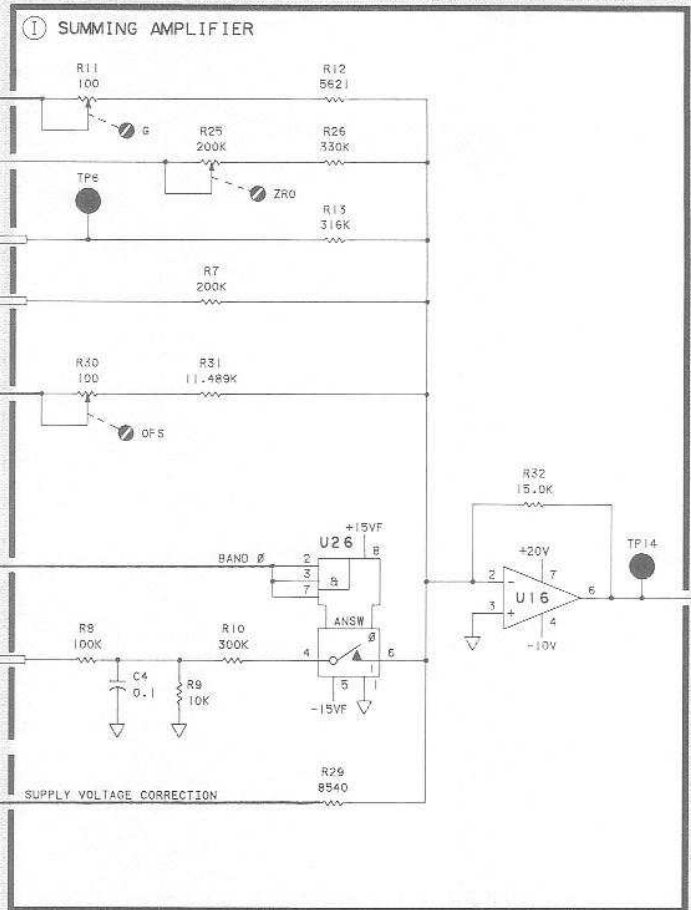 I SUMMING AMPLIFIER
R11
100
R12
5621
G
R25
200K
R26
330K
ZRO
TP6
R13
316K
R7
200K
R30
100
R31
11.489K
OFS
R32
15.0K
+15VF
U26
8
BAND Ø
2
3
7
&
ANSW
Ø
1
4
6
5
1
-15VF
R8
100K
R10
300K
C4
0.1
R9
10K
+20V
TP14
2
-
7
U16
6
3
+
4
-10V
R29
8540
SUPPLY VOLTAGE CORRECTION